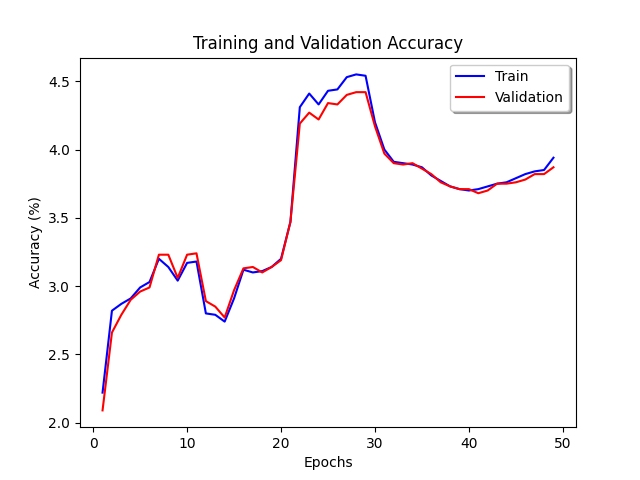 Training and Validation Accuracy
Train
Validation
Accuracy (%)
4.5
4.0
3.5
3.0
2.5
2.0
0 10 20 30 40 50
Epochs